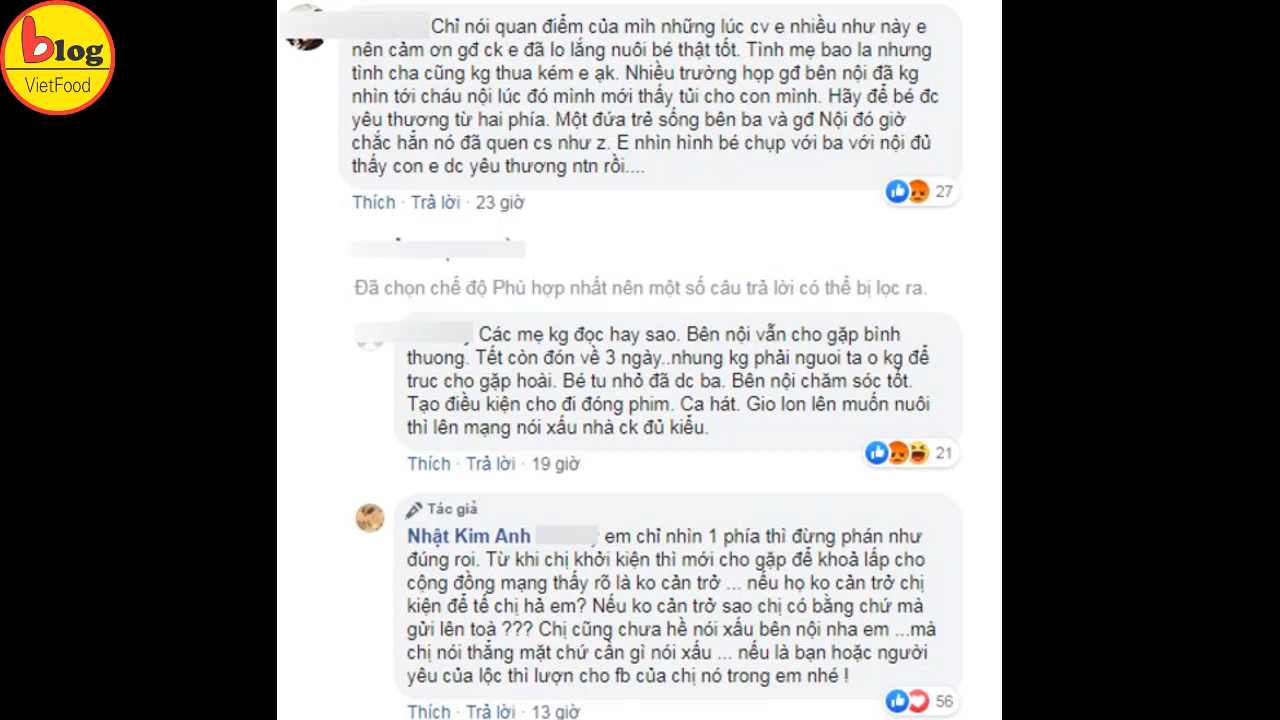 blog
VietFood
Chỉ nói quan điểm của mìh những lúc cv e nhiều như này e
nên cảm ơn gđ ck e đã lo lắng nuôi bé thật tốt. Tình mẹ bao la nhưng
tình cha cũng kg thua kém e ạk. Nhiều trường họp gđ bên nội đã kg
nhìn tới cháu nội lúc đó mình mới thấy tủi cho con mình. Hãy để bé đc
yêu thương từ hai phía. Một đứa trẻ sống bên ba và gđ Nội đó giờ
chắc hẳn nó đã quen cs như z. E nhìn hình bé chụp với ba với nội đủ
thấy con e dc yêu thương ntn rồi....
27
Thích · Trả lời · 23 giờ
Đã chọn chế độ Phù hợp nhất nên một số câu trả lời có thể bị lọc ra.
Các mẹ kg đọc hay sao. Bên nội vẫn cho gặp bình
thuong. Tết còn đón về 3 ngày..nhung kg phải nguoi ta o kg để
truc cho gặp hoài. Bé tu nhỏ đã dc ba. Bên nội chăm sóc tốt.
Tạo điều kiện cho đi đóng phim. Ca hát. Gio lon lên muốn nuôi
thì lên mạng nói xấu nhà ck đủ kiểu.
21
Thích · Trả lời · 19 giờ
Tác giả
Nhật Kim Anh em chỉ nhìn 1 phía thì đừng phán như
đúng roi. Từ khi chị khởi kiện thì mới cho gặp để khoả lấp cho
cộng đồng mạng thấy rõ là ko cản trở ... nếu họ ko cản trở chị
kiện để tế chị hả em? Nếu ko cản trở sao chị có bằng chứ mà
gửi lên toà ??? Chị cũng chưa hề nói xấu bên nội nha em ...mà
chị nói thẳng mặt chứ cần gì nói xấu ... nếu là bạn hoặc người
yêu của lộc thì lượn cho fb của chị nó trong em nhé !
56
Thích · Trả lời · 13 giờ